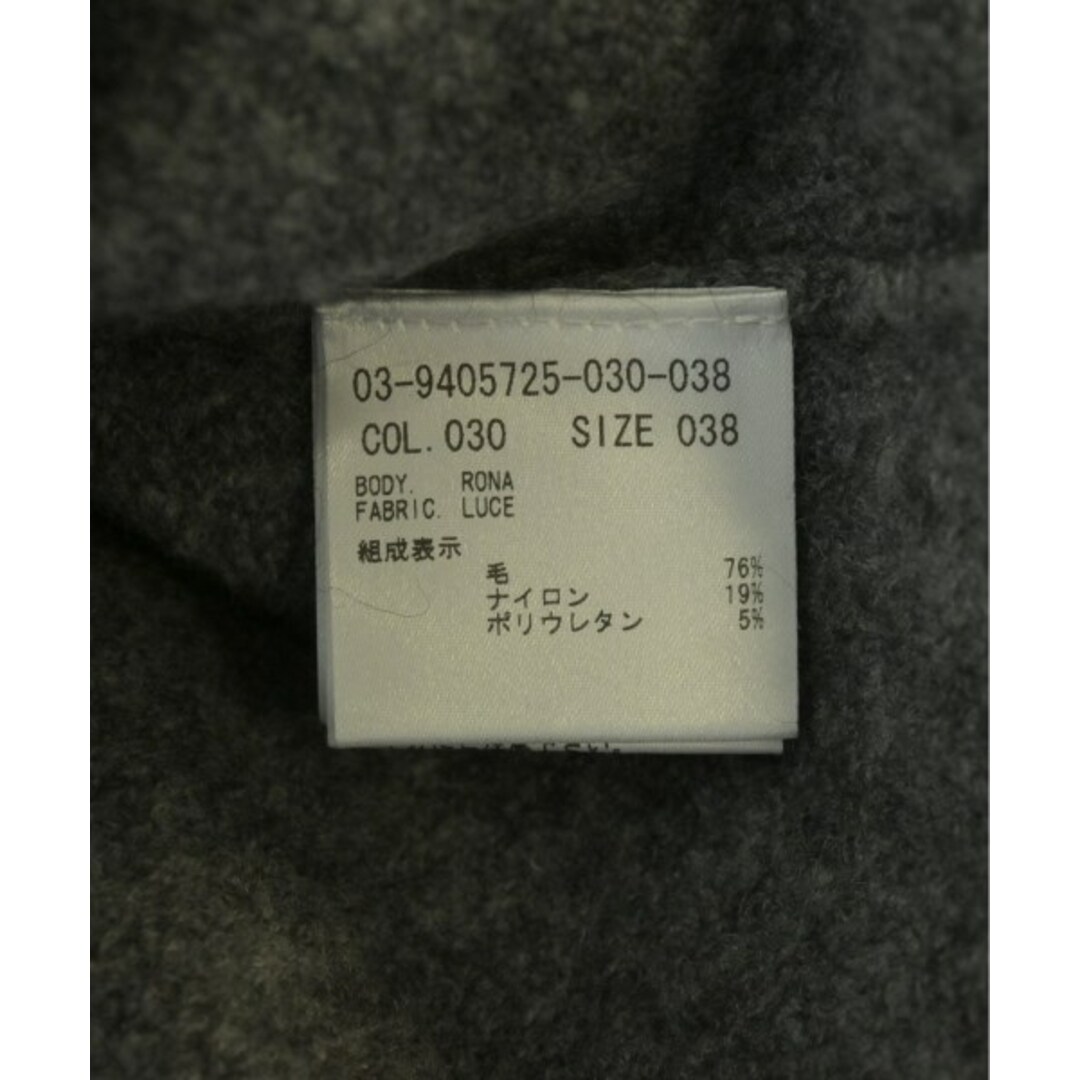 03-9405725-030-038
COL. 030 SIZE 038
BODY. RONA
FABRIC. LUCE
組成表示
毛 76%
ナイロン 19%
ポリウレタン 5%